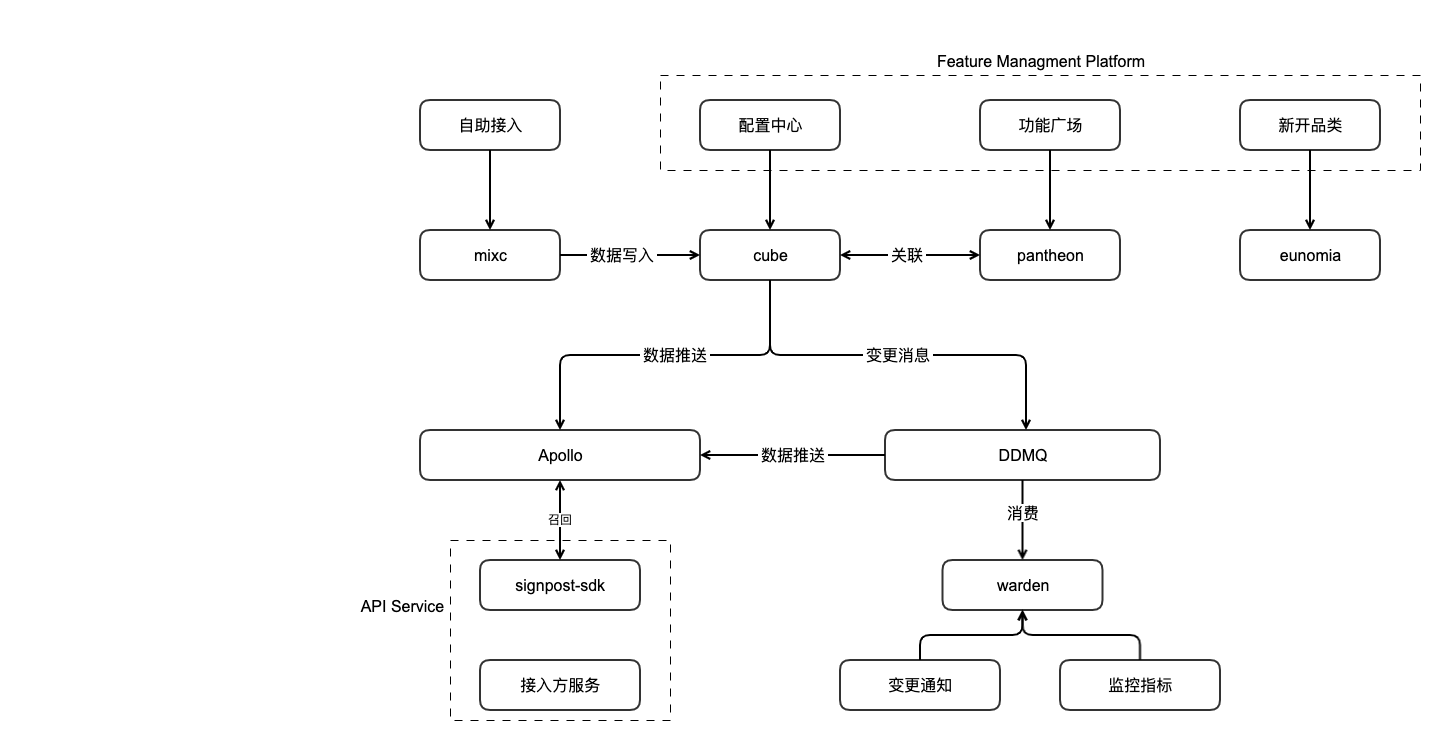 Feature Managment Platform
自助接入
配置中心
功能广场
新开品类
mixc
数据写入
cube
关联
pantheon
eunomia
数据推送
变更消息
Apollo
数据推送
DDMQ
召回
消费
signpost-sdk
warden
API Service
接入方服务
变更通知
监控指标